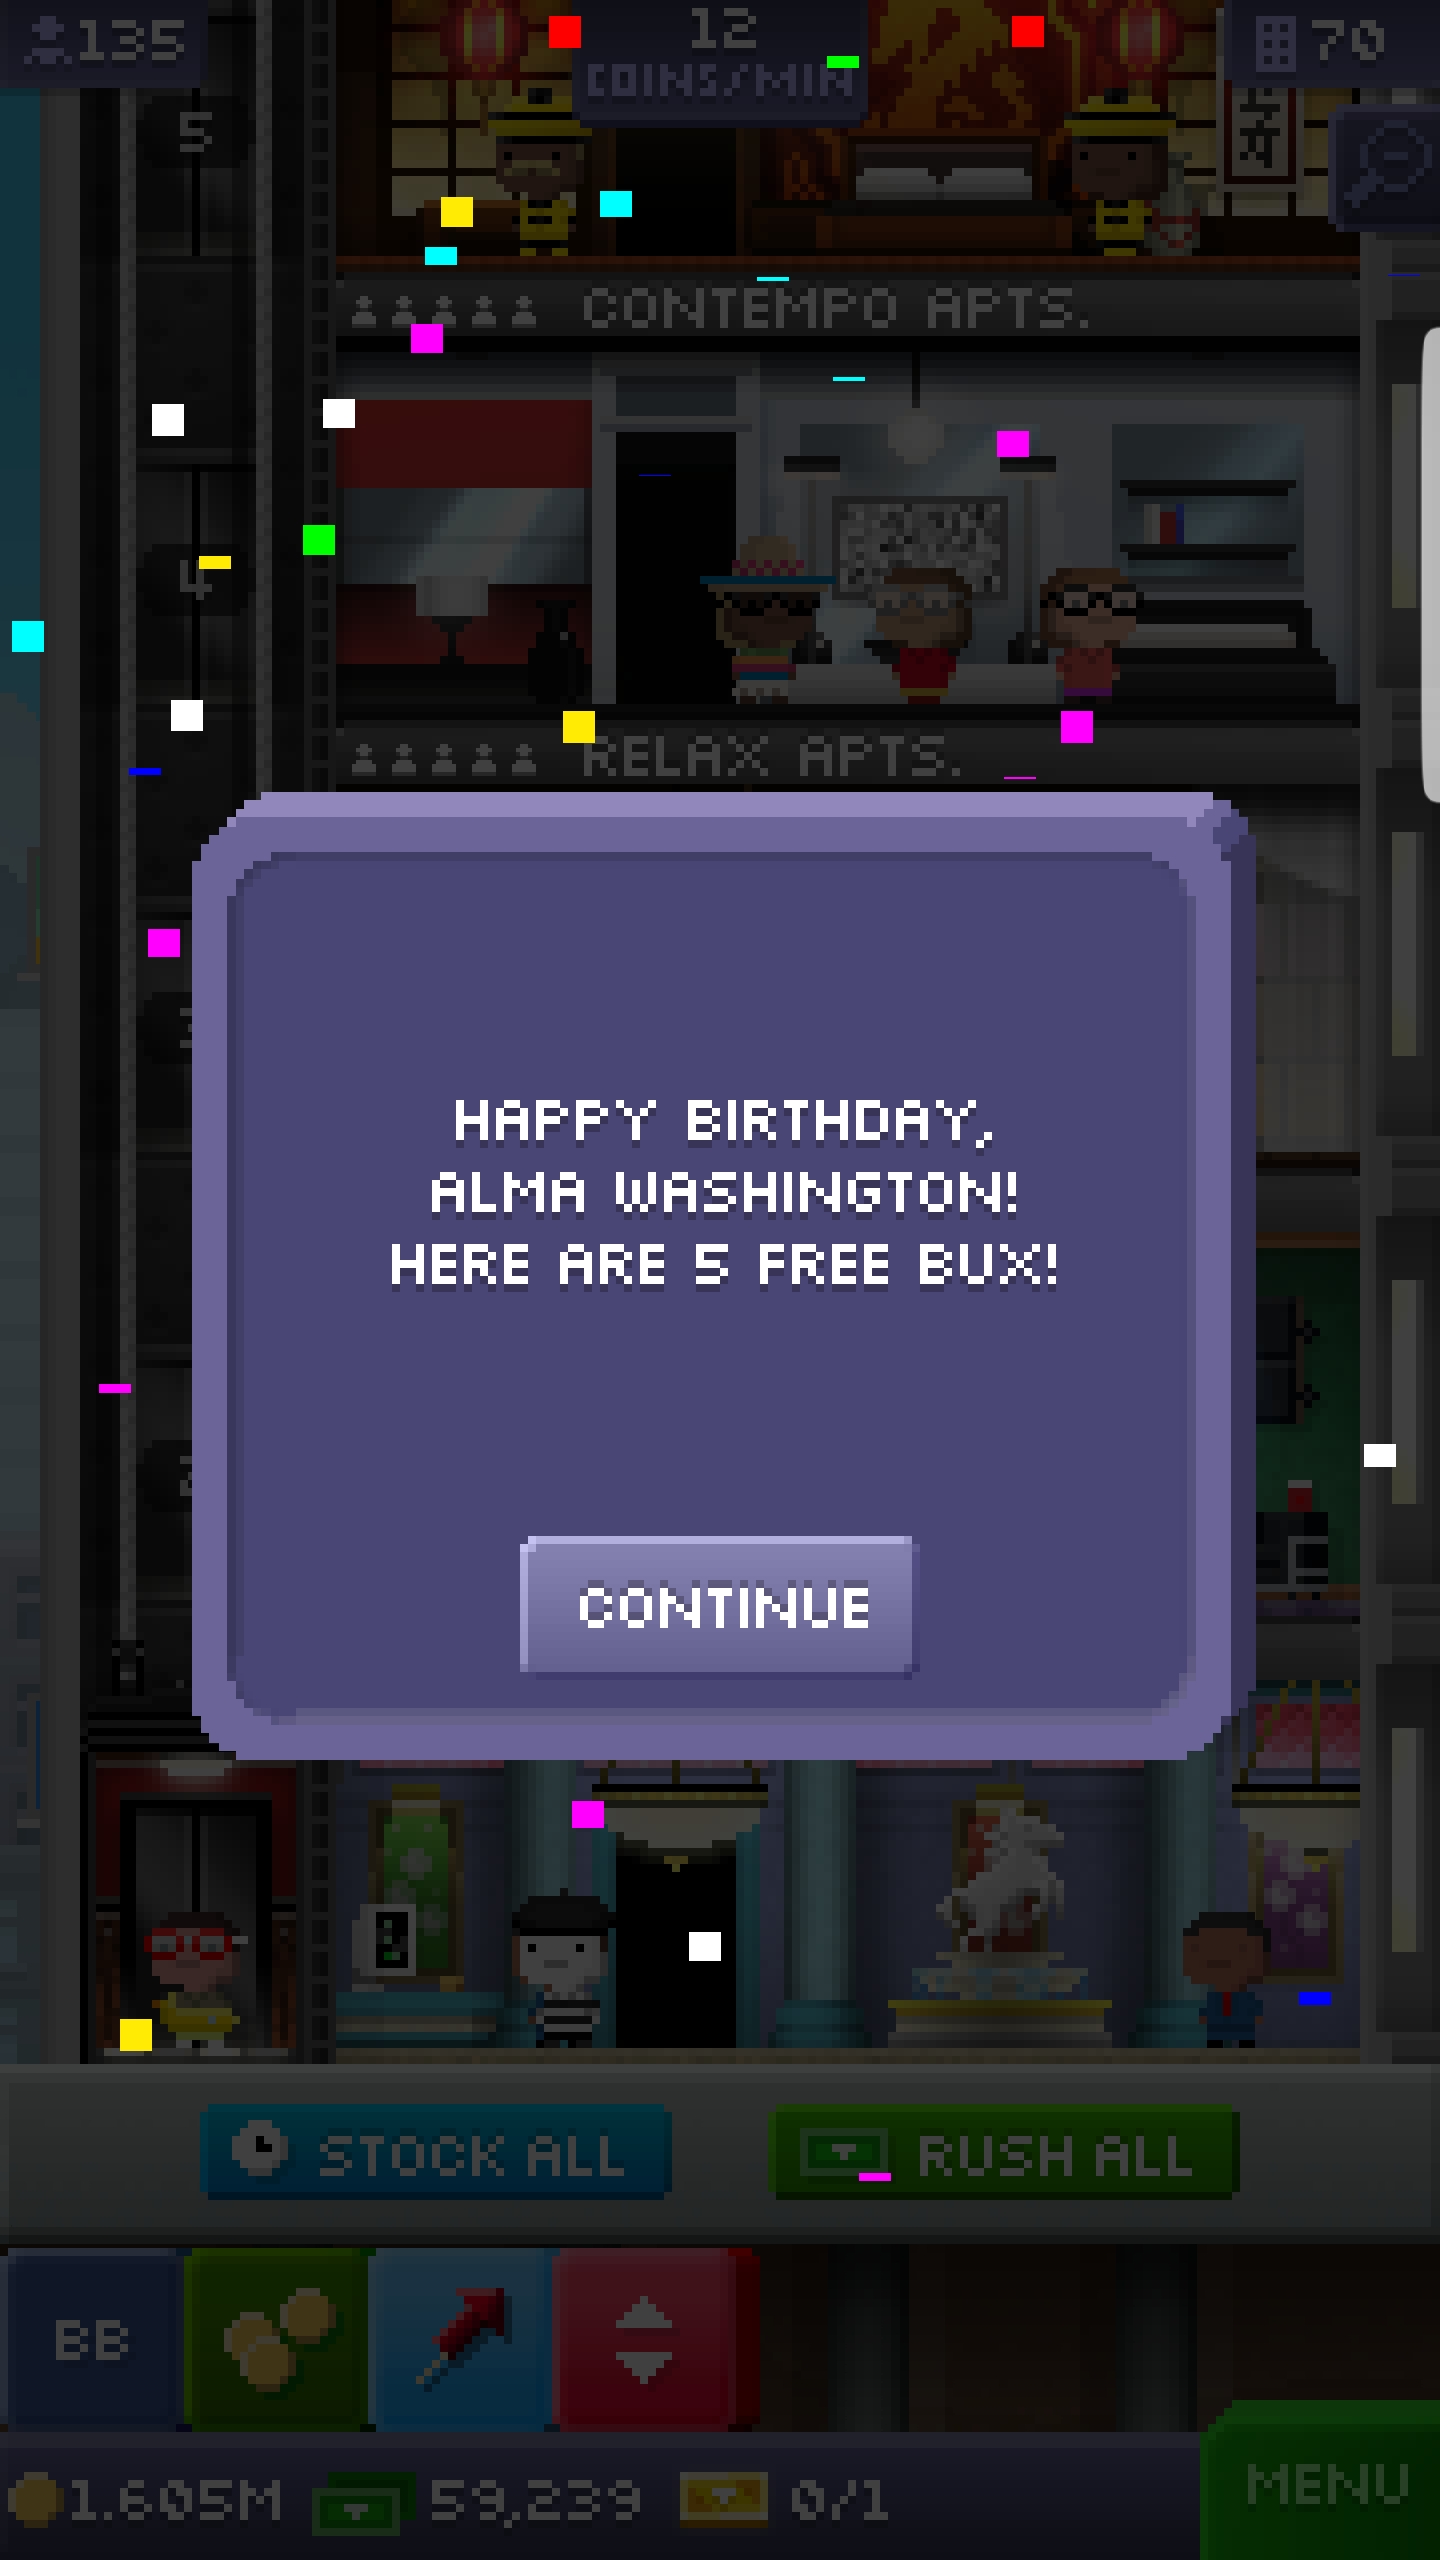 135
12
COINS/MIN
70
5
CONTEMPO APTS.
4
RELAX APTS.
HAPPY BIRTHDAY,
ALMA WASHINGTON!
HERE ARE 5 FREE BUX!
CONTINUE
STOCK ALL
RUSH ALL
BB
1.605M
59,239
0/1
MENU